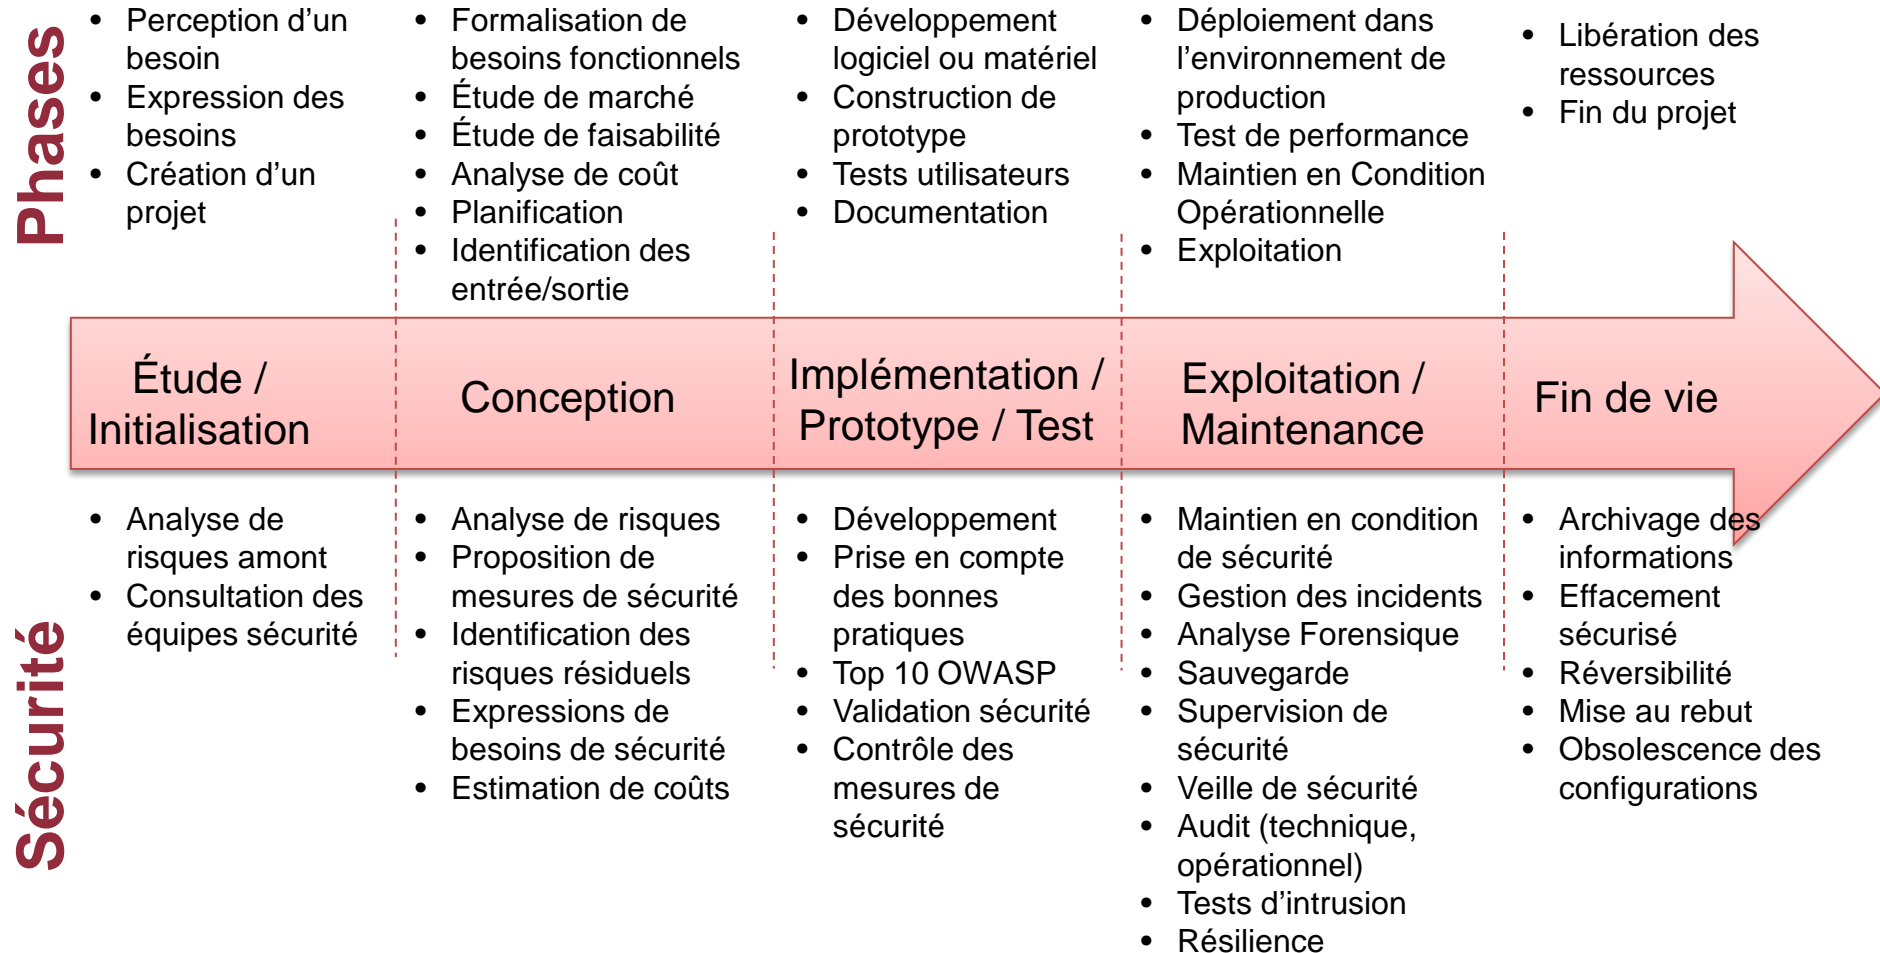 Phases
• Perception d’un
besoin
• Expression des
besoins
• Création d’un
projet
• Formalisation de
besoins fonctionnels
• Étude de marché
• Étude de faisabilité
• Analyse de coût
• Planification
• Identification des
entrée/sortie
• Développement
logiciel ou matériel
• Construction de
prototype
• Tests utilisateurs
• Documentation
• Déploiement dans
l’environnement de
production
• Test de performance
• Maintien en Condition
Opérationnelle
• Exploitation
• Libération des
ressources
• Fin du projet
Étude /
Initialisation
Conception
Implémentation /
Prototype / Test
Exploitation /
Maintenance
Fin de vie
Sécurité
• Analyse de
risques amont
• Consultation des
équipes sécurité
• Analyse de risques
• Proposition de
mesures de sécurité
• Identification des
risques résiduels
• Expressions de
besoins de sécurité
• Estimation de coûts
• Développement
• Prise en compte
des bonnes
pratiques
• Top 10 OWASP
• Validation sécurité
• Contrôle des
mesures de
sécurité
• Maintien en condition
de sécurité
• Gestion des incidents
• Analyse Forensique
• Sauvegarde
• Supervision de
sécurité
• Veille de sécurité
• Audit (technique,
opérationnel)
• Tests d’intrusion
• Résilience
• Archivage des
informations
• Effacement
sécurisé
• Réversibilité
• Mise au rebut
• Obsolescence des
configurations